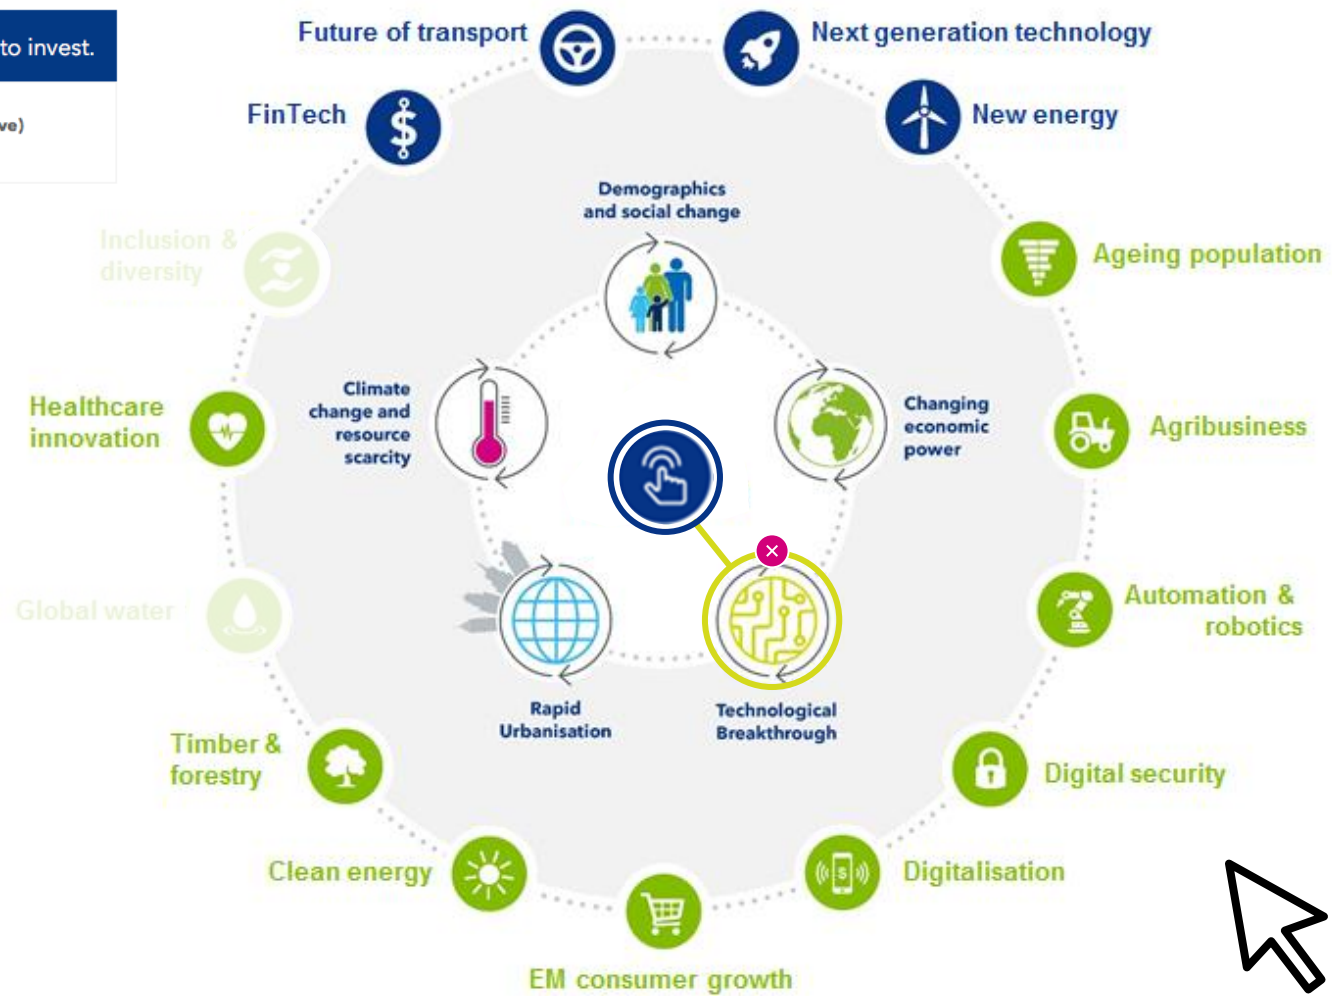 to invest.
ve)
Future of transport
Next generation technology
FinTech
New energy
Demographics
and social change
Inclusion &
diversity
Ageing population
Climate
change and
resource
scarcity
Changing
economic
power
Healthcare
innovation
Agribusiness
Global water
Automation &
robotics
Rapid
Urbanisation
Technological
Breakthrough
Timber &
forestry
Digital security
Clean energy
Digitalisation
EM consumer growth